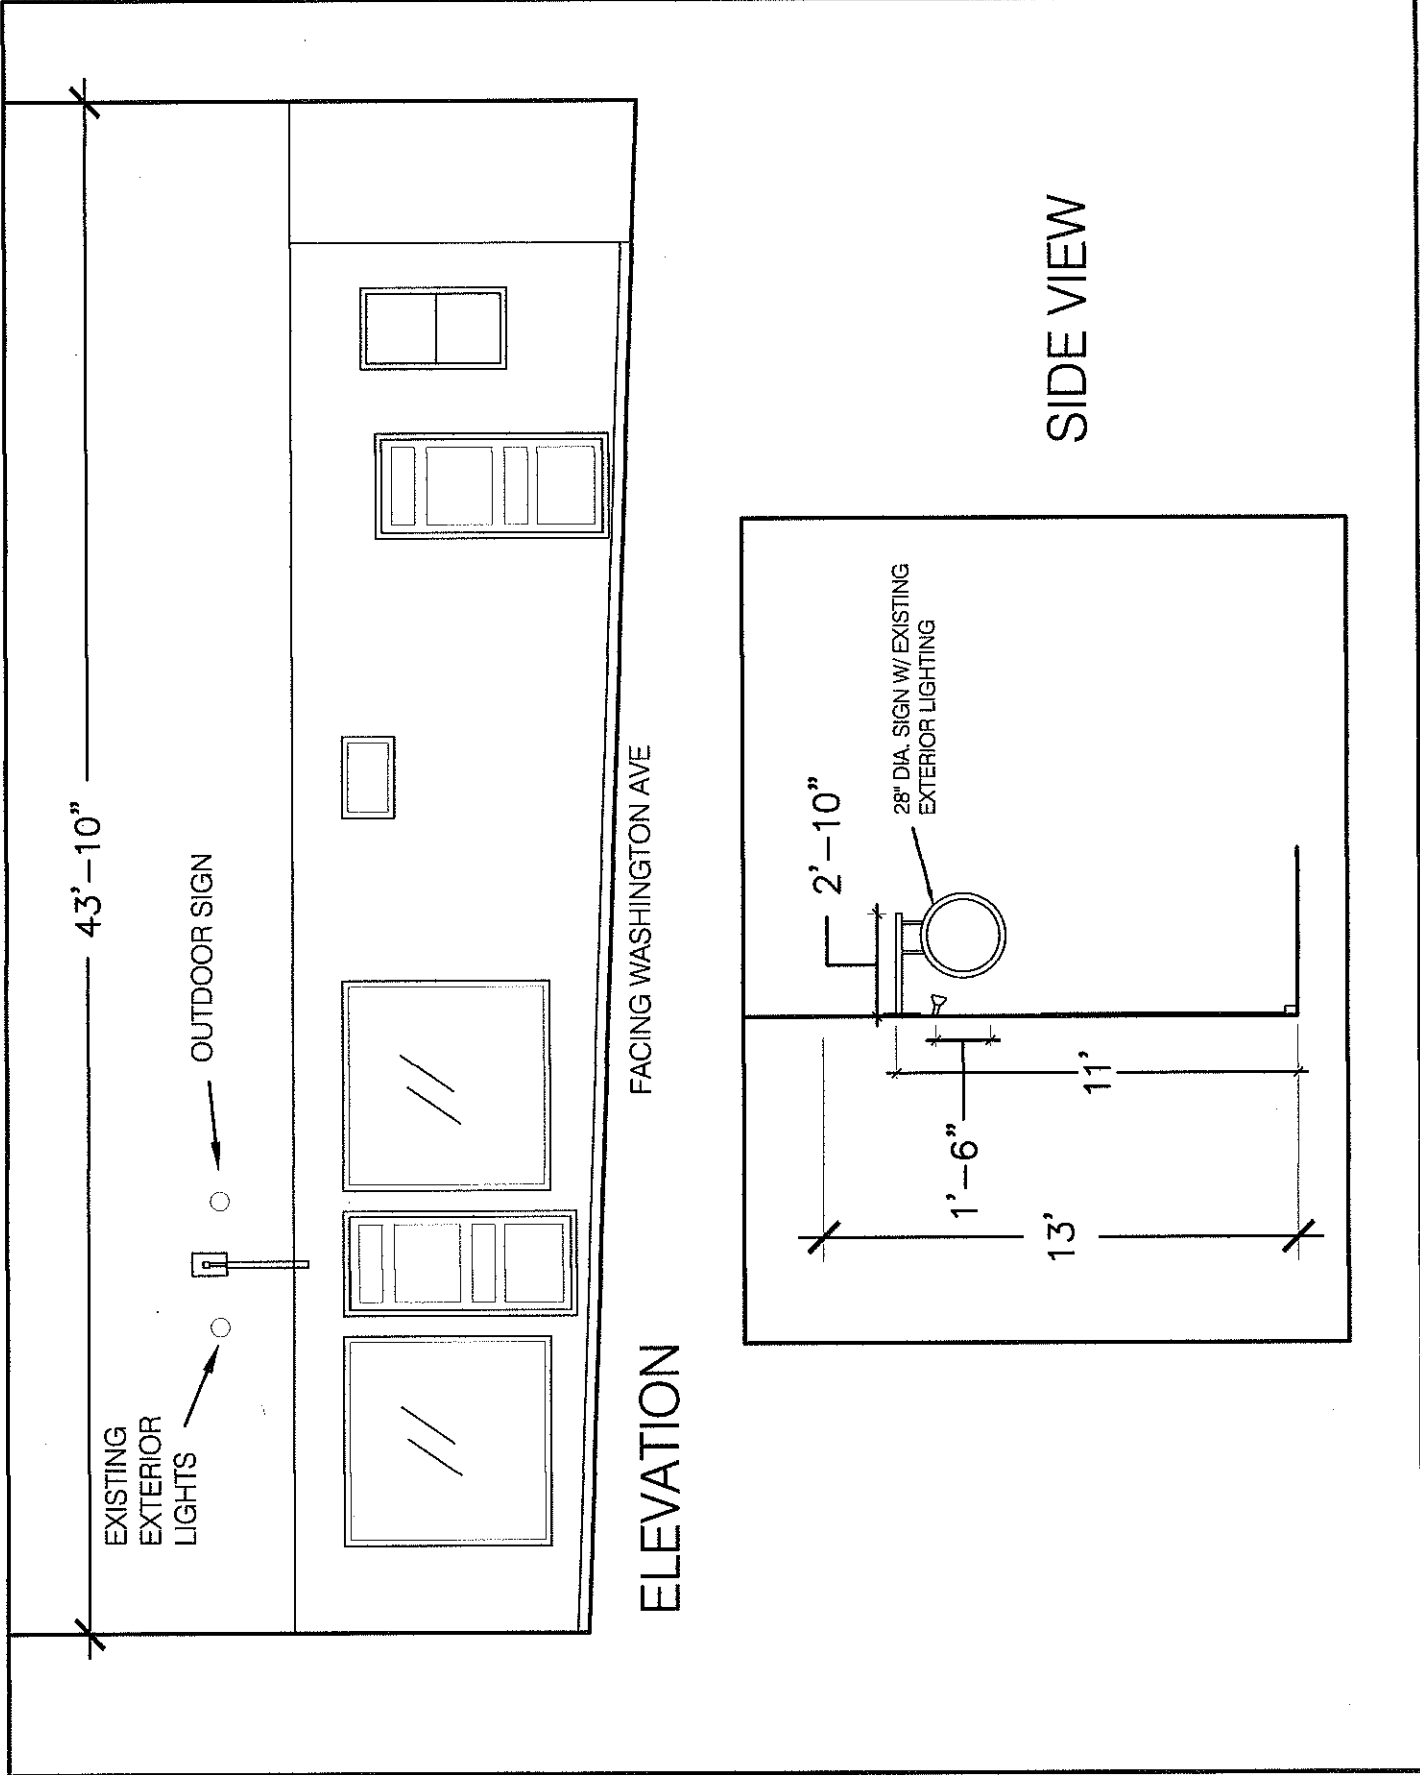 43'-10"
EXISTING
EXTERIOR
LIGHTS
OUTDOOR SIGN
FACING WASHINGTON AVE
ELEVATION
2'-10"
28" DIA. SIGN W/ EXISTING
EXTERIOR LIGHTING
1'-6"
11'
13'
SIDE VIEW